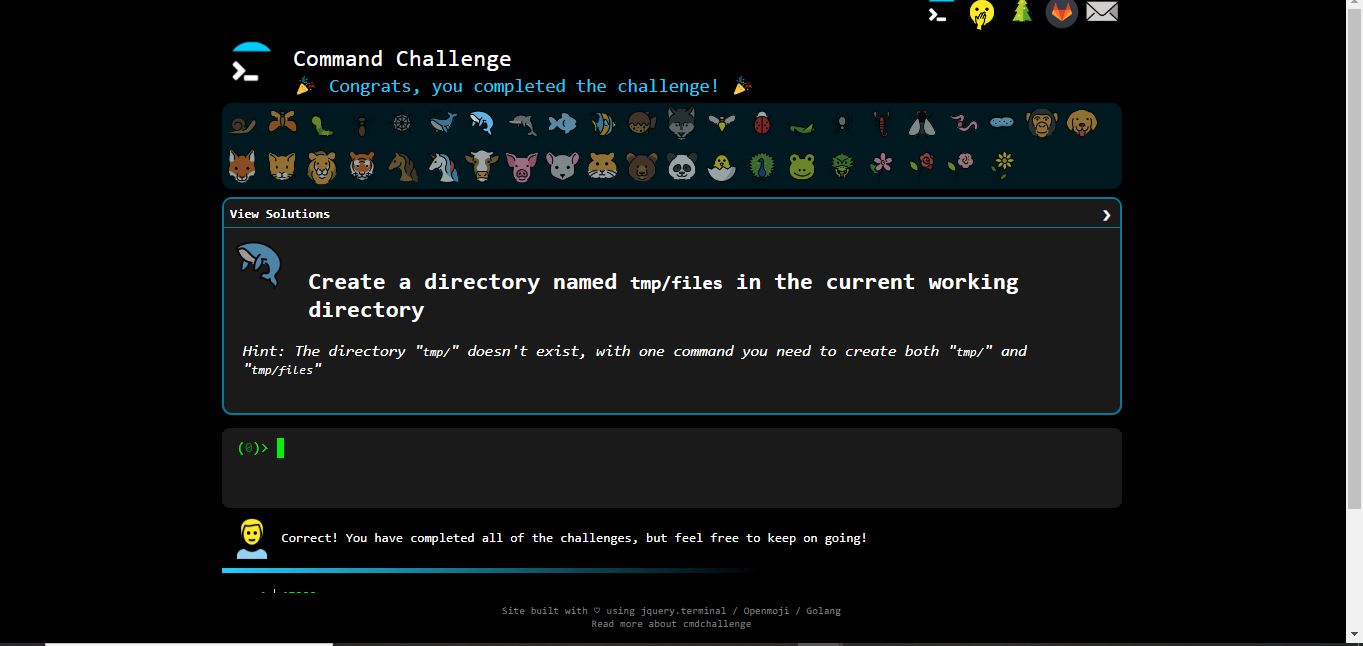 Command Challenge
🎉 Congrats, you completed the challenge! 🎉
View Solutions ❯
Create a directory named tmp/files in the current working
directory
Hint: The directory "tmp/" doesn't exist, with one command you need to create both "tmp/" and
"tmp/files"
(0)>
Correct! You have completed all of the challenges, but feel free to keep on going!
Site built with ♡ using jquery.terminal / Openmoji / Golang
Read more about cmdchallenge